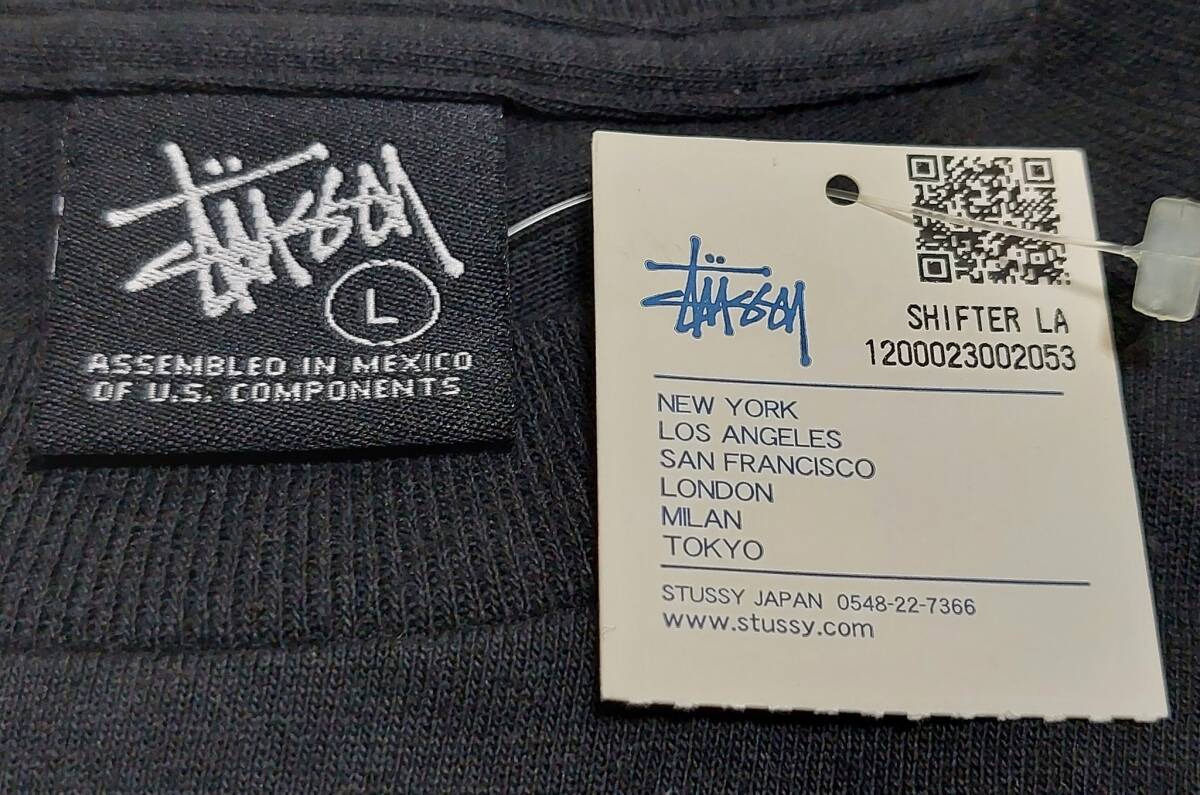 Stüssy
L
ASSEMBLED IN MEXICO
OF U.S. COMPONENTS
Stüssy
SHIFTER LA
1200023002053
NEW YORK
LOS ANGELES
SAN FRANCISCO
LONDON
MILAN
TOKYO
STUSSY JAPAN 0548-22-7366
www.stussy.com